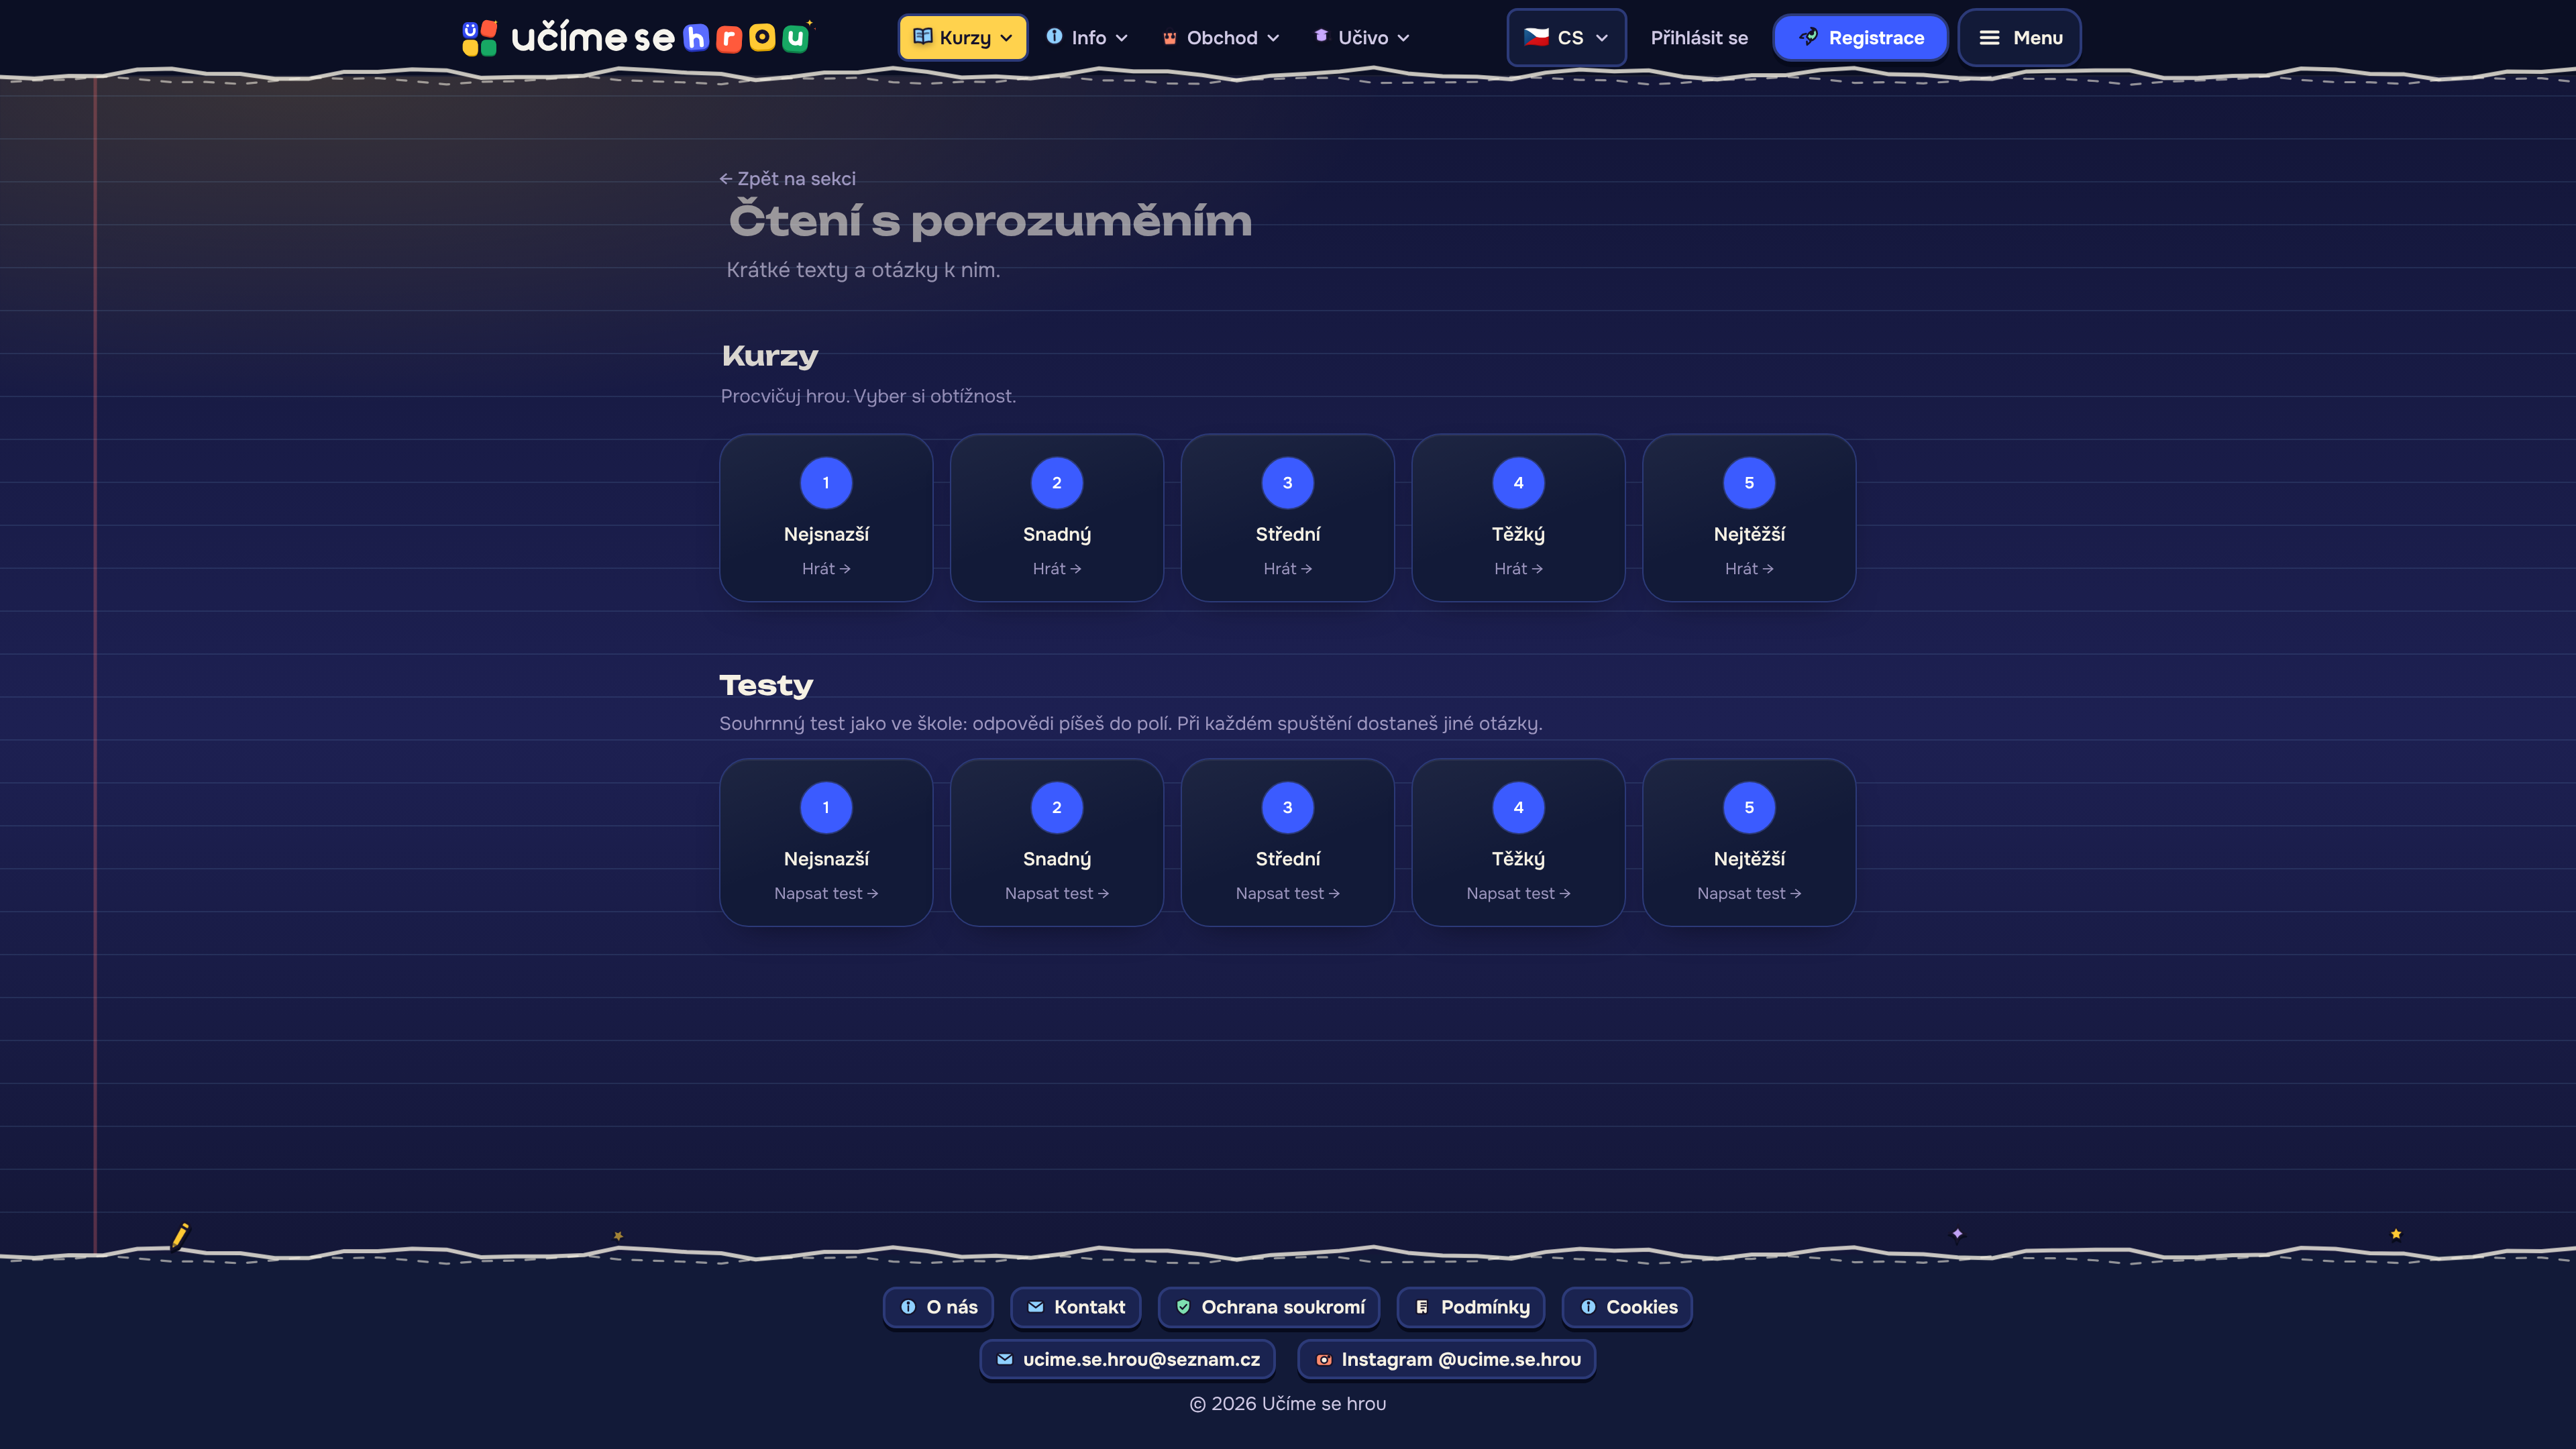 učíme se hrou
Kurzy
Info
Obchod
Učivo
CS
Přihlásit se
Registrace
Menu
← Zpět na sekci
Čtení s porozuměním
Krátké texty a otázky k nim.
Kurzy
Procvičuj hrou. Vyber si obtížnost.
1
2
3
4
5
Nejsnazší
Snadný
Střední
Těžký
Nejtěžší
Hrát →
Hrát →
Hrát →
Hrát →
Hrát →
Testy
Souhrnný test jako ve škole: odpovědi píšeš do polí. Při každém spuštění dostaneš jiné otázky.
1
2
3
4
5
Nejsnazší
Snadný
Střední
Těžký
Nejtěžší
Napsat test →
Napsat test →
Napsat test →
Napsat test →
Napsat test →
O nás
Kontakt
Ochrana soukromí
Podmínky
Cookies
ucime.se.hrou@seznam.cz
Instagram @ucime.se.hrou
© 2026 Učíme se hrou